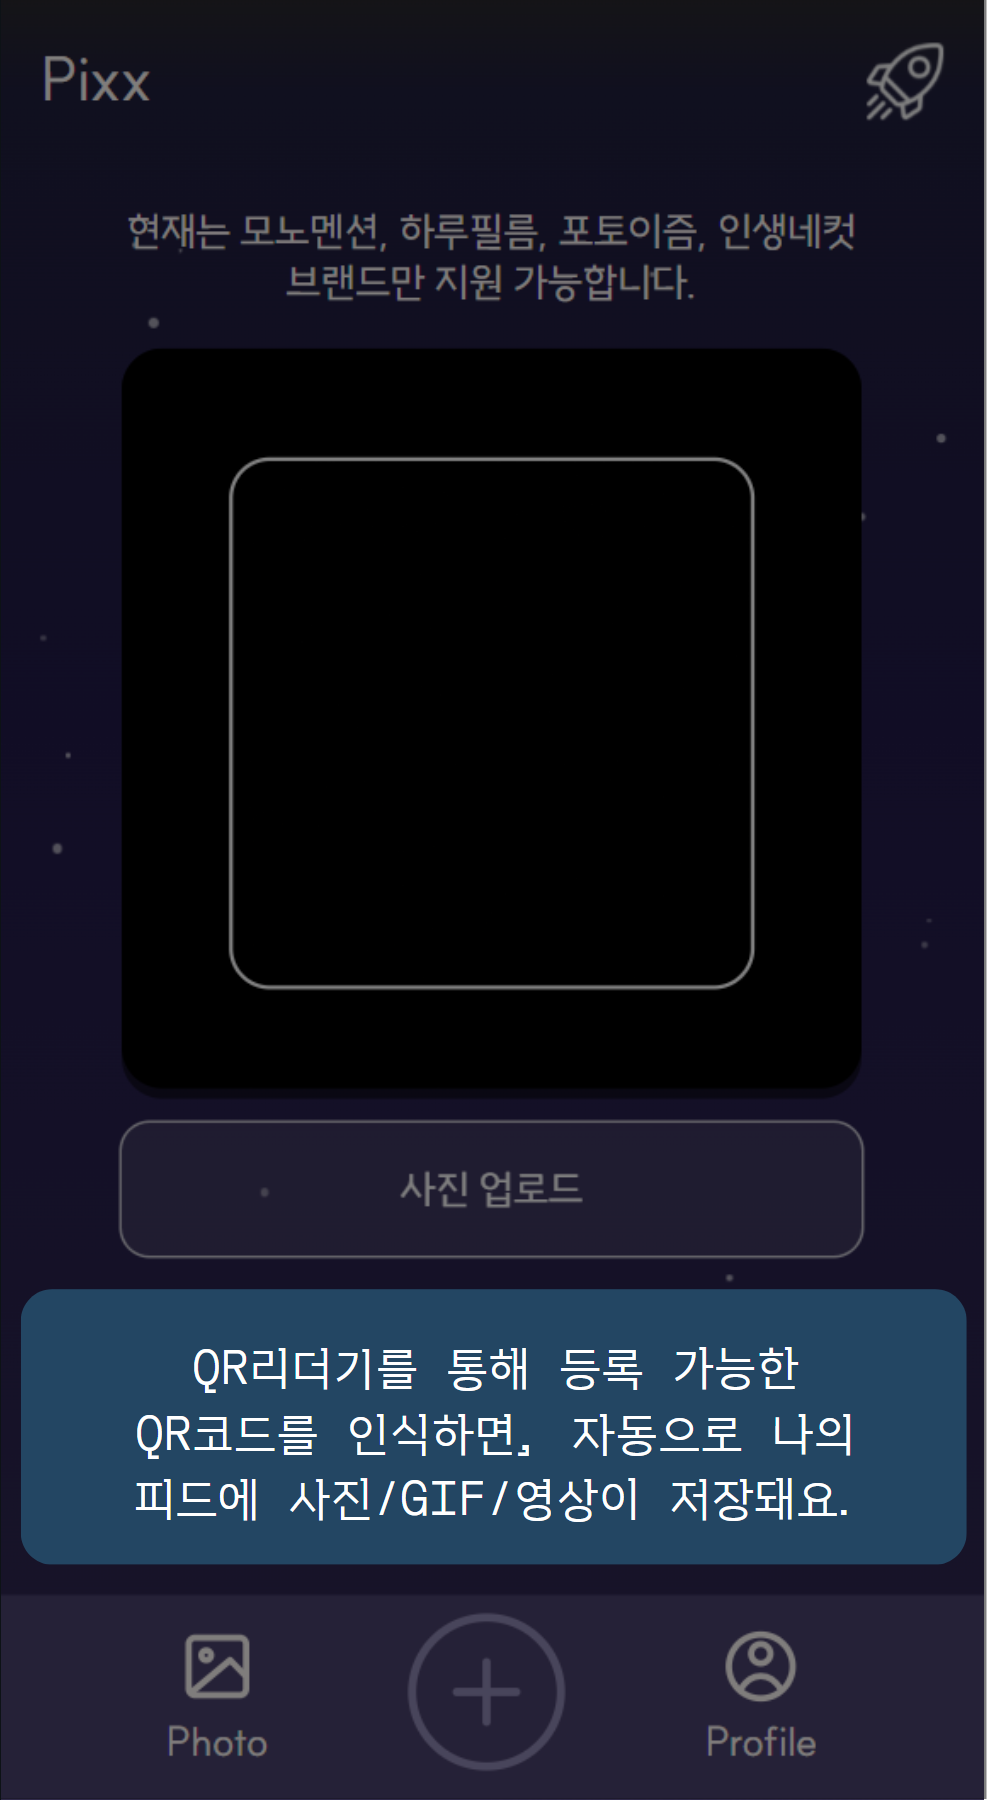 Pixx
현재는 모노멘션, 하루필름, 포토이즘, 인생네컷
브랜드만 지원 가능합니다.
사진 업로드
QR리더기를 통해 등록 가능한
QR코드를 인식하면, 자동으로 나의
피드에 사진/GIF/영상이 저장돼요.
Photo
Profile